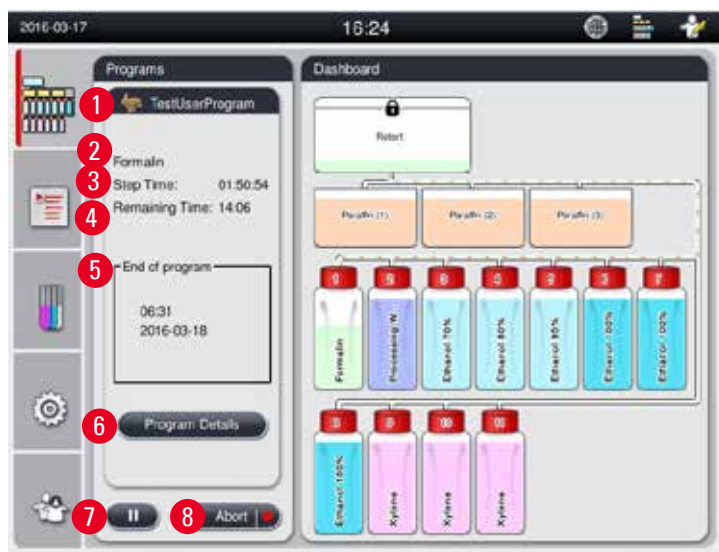 2016-03-17
16:24
Programs
1
TestUserProgram
2
Formalin
3
Step Time: 01:50:54
4
Remaining Time: 14:06
5
End of program
06:31
2016-03-18
6
Program Details
7
8
Abort
Dashboard
Retort
Paraffin (1)
Paraffin (2)
Paraffin (3)
Formalin
Processing W
Ethanol 70%
Ethanol 80%
Ethanol 95%
Ethanol 100%
Ethanol 100%
Ethanol 100%
Xylene
Xylene
Xylene